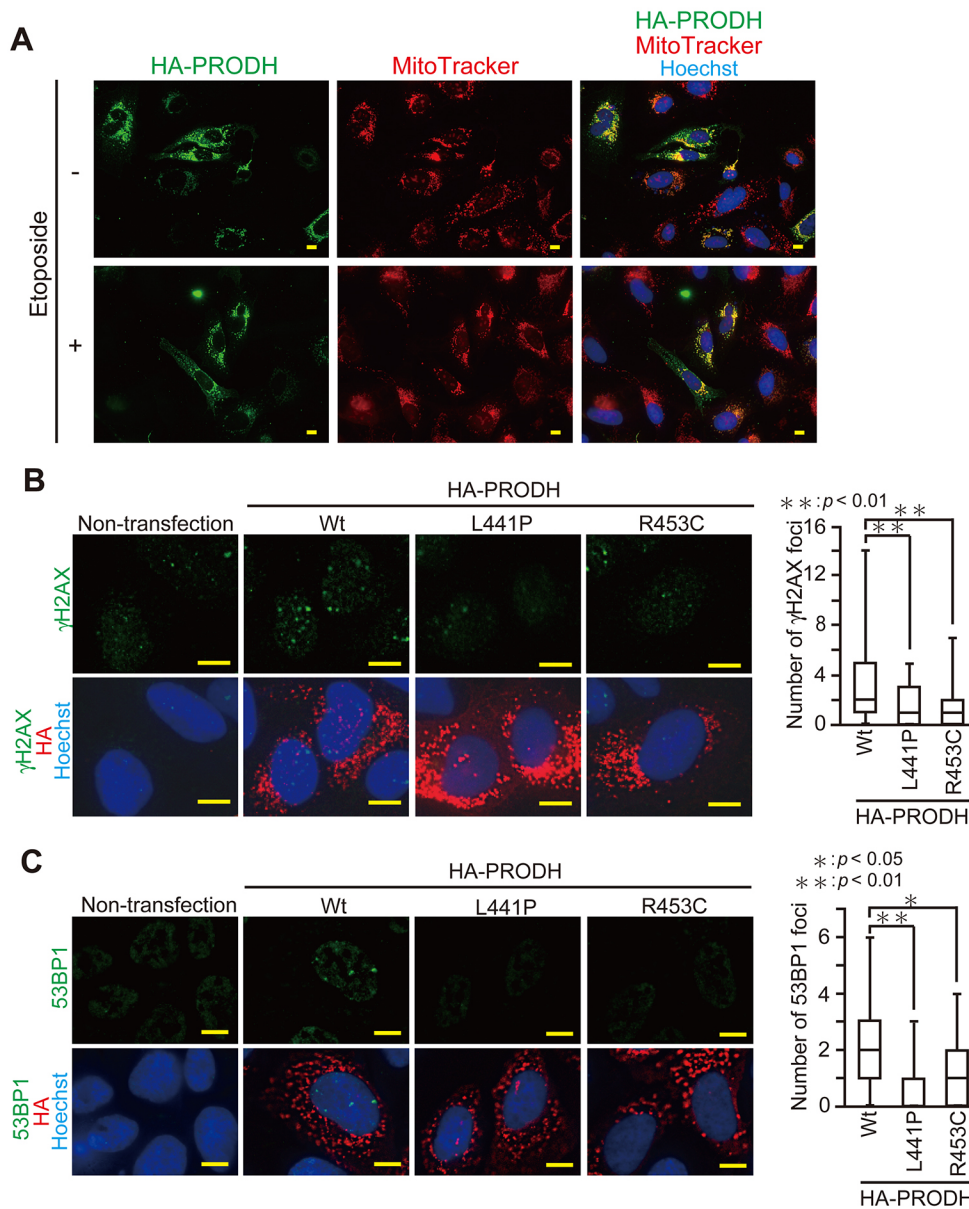 A
HA-PRODH
MitoTracker
HA-PRODH
MitoTracker
Hoechst
Etoposide
-
+
B
HA-PRODH
Non-transfection
Wt
L441P
R453C
γH2AX
γH2AX
HA
Hoechst
**: p < 0.01
**
**
Number of γH2AX foci
16
12
8
4
0
Wt
L441P
R453C
HA-PRODH
C
HA-PRODH
Non-transfection
Wt
L441P
R453C
53BP1
53BP1
HA
Hoechst
*: p < 0.05
**: p < 0.01
*
**
Number of 53BP1 foci
6
4
2
0
Wt
L441P
R453C
HA-PRODH